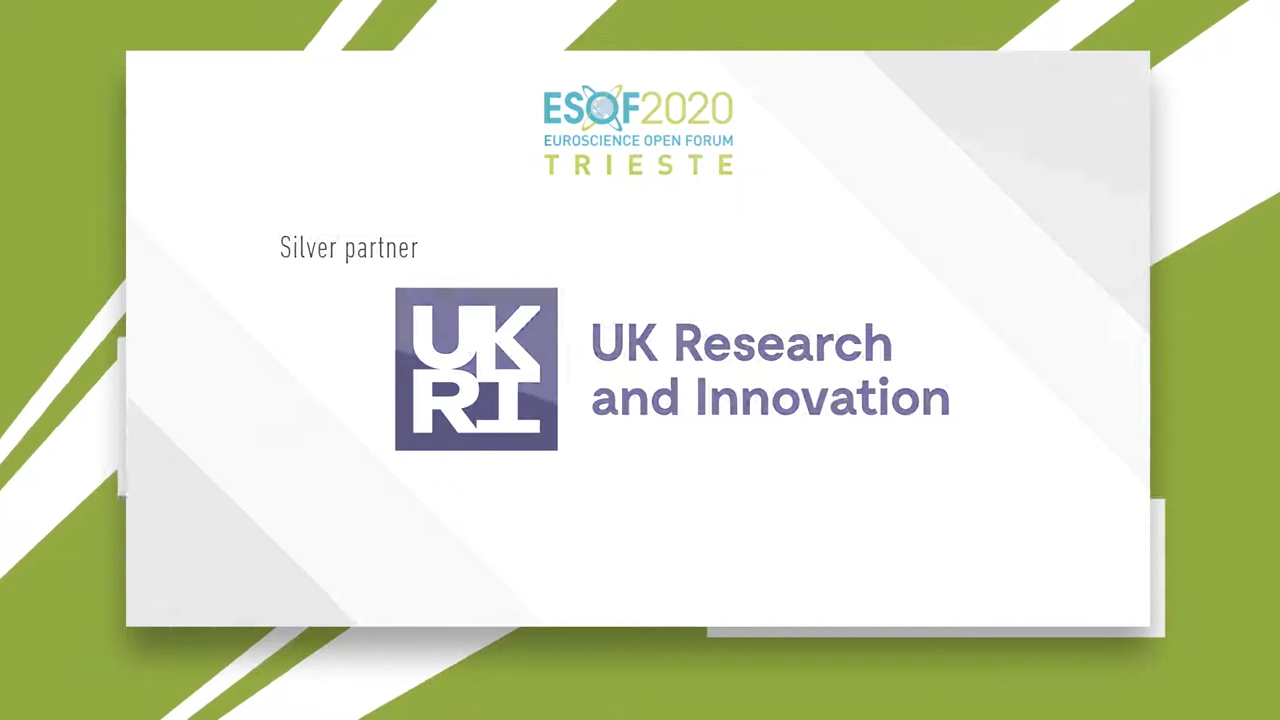 ESOF2020
EUROSCIENCE OPEN FORUM
TRIESTE
Silver partner
UK
RI
UK Research
and Innovation